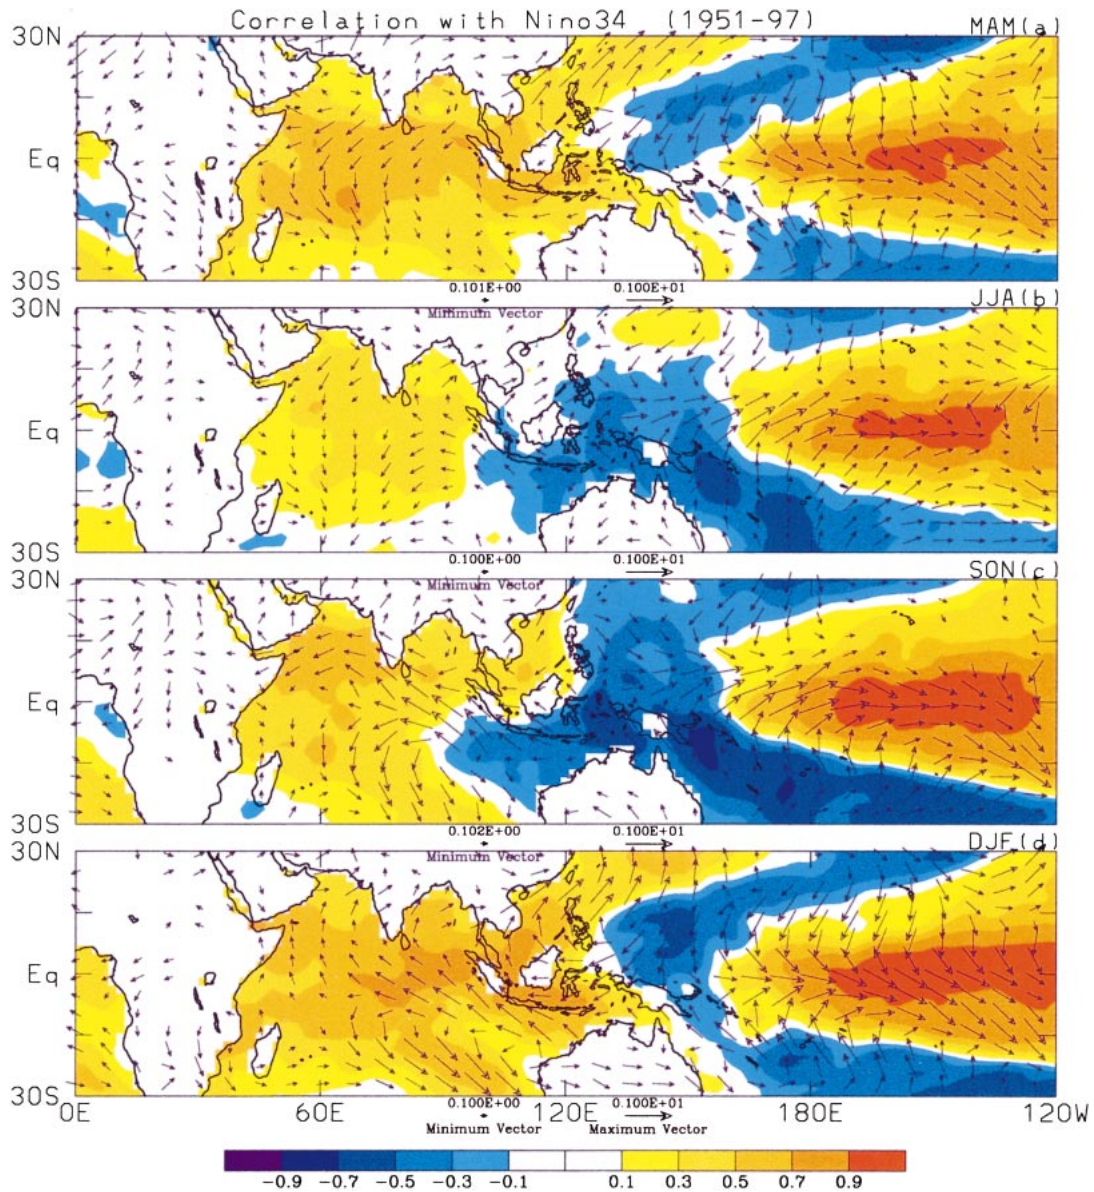 Correlation with Nino34 (1951-97)
MAM(a)
30N
Eq
30S
0.101E+00 0.100E+01
Minimum Vector
JJA(b)
30N
Eq
30S
0.100E+00 0.100E+01
Minimum Vector
SON(c)
30N
Eq
30S
0.102E+00 0.100E+01
Minimum Vector
DJF(d)
30N
Eq
30S
0E 60E 120E 180E 120W
0.100E+00 0.100E+01
Minimum Vector Maximum Vector
-0.9 -0.7 -0.5 -0.3 -0.1 0.1 0.3 0.5 0.7 0.9